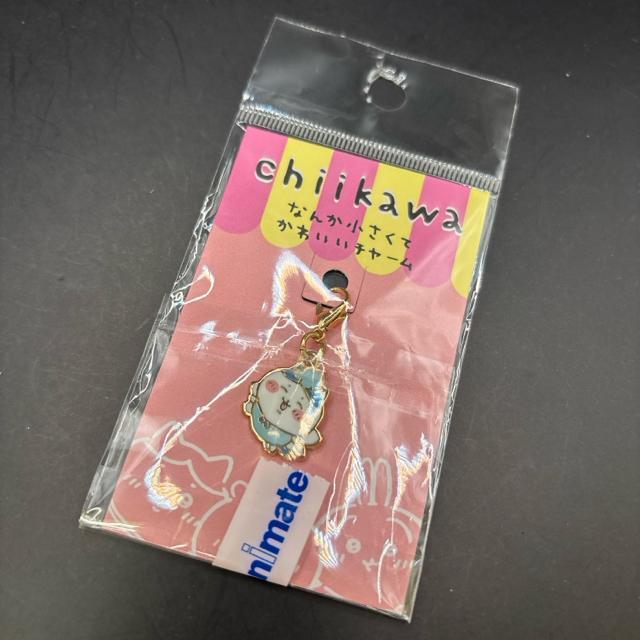 chiikawa
なんか小さくて
かわいいチャーム
nimate